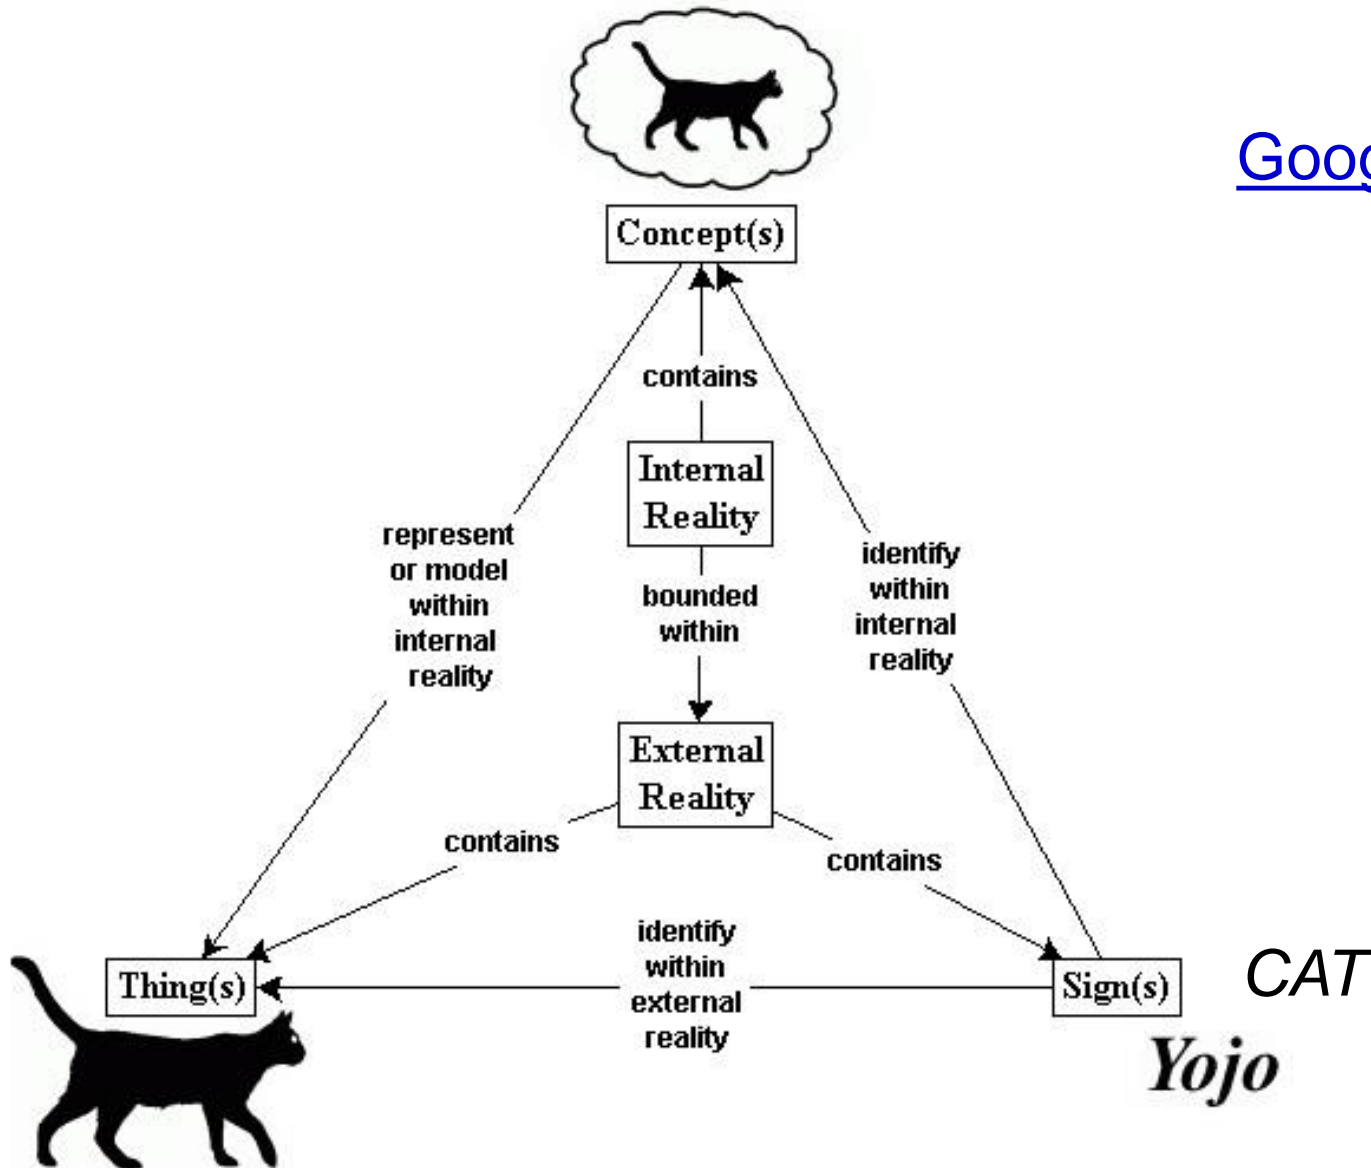 Goog
Concept(s)
contains
Internal
Reality
represent
or model
within
internal
reality
bounded
within
identify
within
internal
reality
External
Reality
contains
contains
identify
within
external
reality
Thing(s)
Sign(s)
CAT
Yojo